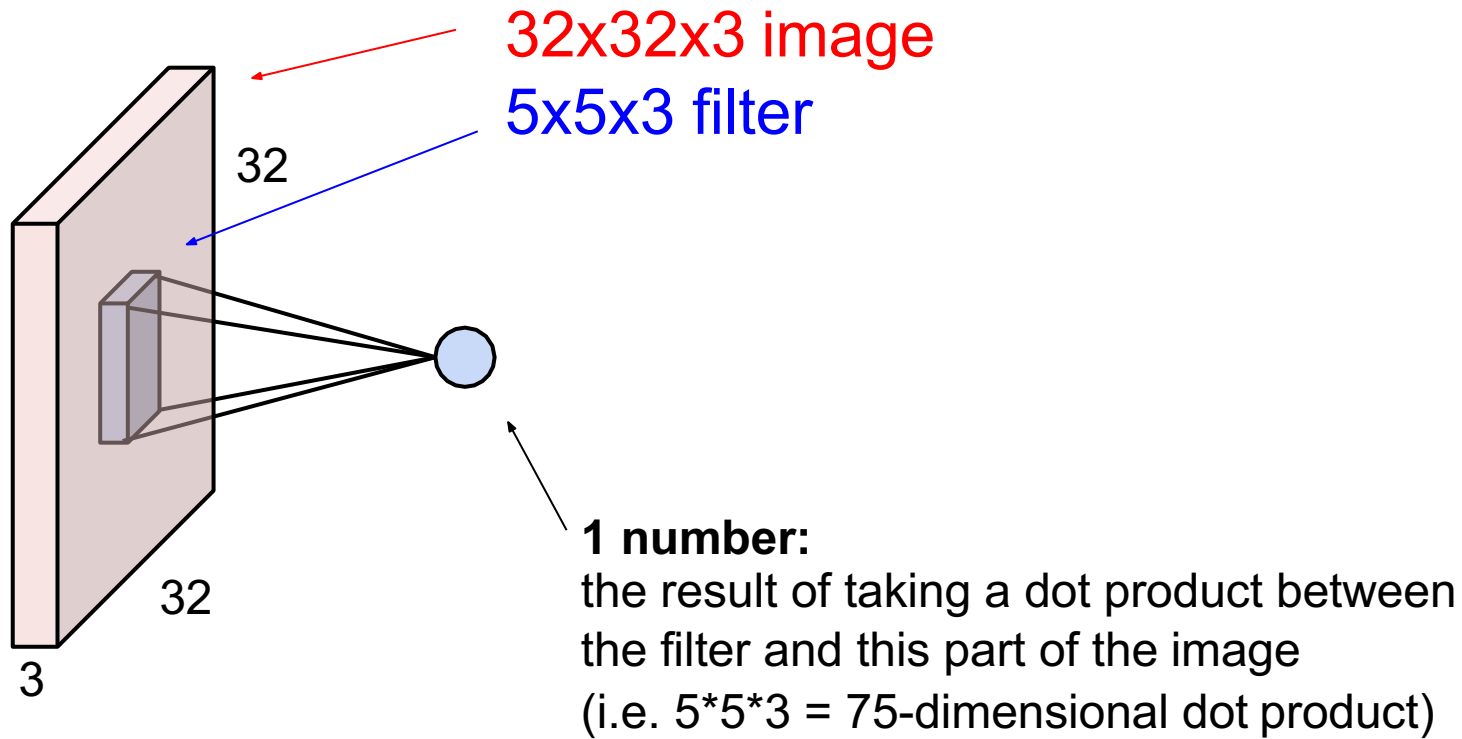 32x32x3 image
5x5x3 filter
32
32
3
1 number:
the result of taking a dot product between
the filter and this part of the image
(i.e. 5*5*3 = 75-dimensional dot product)